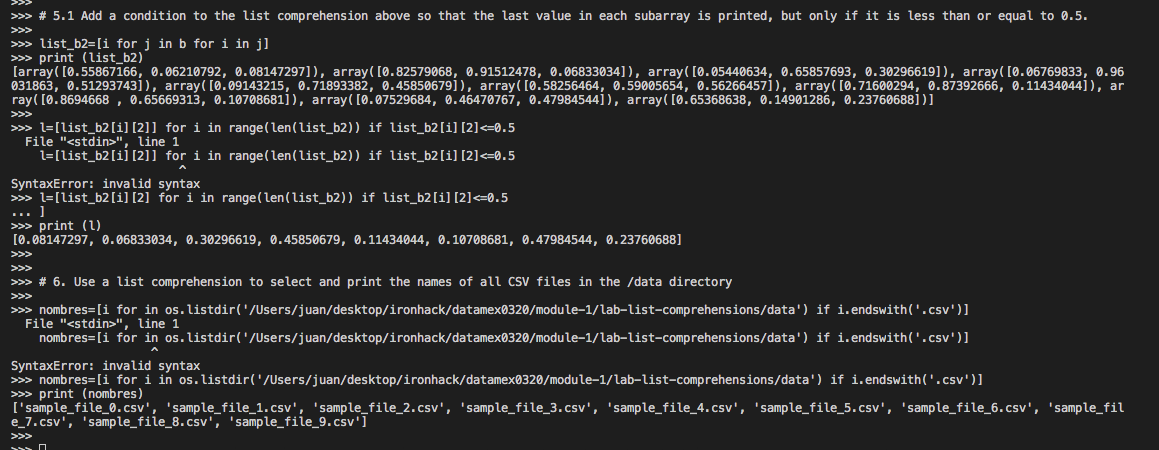 >>>
>>> # 5.1 Add a condition to the list comprehension above so that the last value in each subarray is printed, but only if it is less than or equal to 0.5.
>>>
>>> list_b2=[i for j in b for i in j]
>>> print (list_b2)
[array([0.55867166, 0.06210792, 0.08147297]), array([0.82579068, 0.91512478, 0.06833034]), array([0.05440634, 0.65857693, 0.30296619]), array([0.06769833, 0.96
031863, 0.51293743]), array([0.09143215, 0.71893382, 0.45850679]), array([0.58256464, 0.59005654, 0.56266457]), array([0.71600294, 0.87392666, 0.11434044]), ar
ray([0.8694668 , 0.65669313, 0.10708681]), array([0.07529684, 0.46470767, 0.47984544]), array([0.65368638, 0.14901286, 0.23760688])]
>>>
>>> l=[list_b2[i][2]] for i in range(len(list_b2)) if list_b2[i][2]<=0.5
  File "<stdin>", line 1
    l=[list_b2[i][2]] for i in range(len(list_b2)) if list_b2[i][2]<=0.5
                      ^
SyntaxError: invalid syntax
>>> l=[list_b2[i][2] for i in range(len(list_b2)) if list_b2[i][2]<=0.5
... ]
>>> print (l)
[0.08147297, 0.06833034, 0.30296619, 0.45850679, 0.11434044, 0.10708681, 0.47984544, 0.23760688]
>>>
>>>
>>> # 6. Use a list comprehension to select and print the names of all CSV files in the /data directory
>>>
>>> nombres=[i for in os.listdir('/Users/juan/desktop/ironhack/datamex0320/module-1/lab-list-comprehensions/data') if i.endswith('.csv')]
  File "<stdin>", line 1
    nombres=[i for in os.listdir('/Users/juan/desktop/ironhack/datamex0320/module-1/lab-list-comprehensions/data') if i.endswith('.csv')]
                    ^
SyntaxError: invalid syntax
>>> nombres=[i for i in os.listdir('/Users/juan/desktop/ironhack/datamex0320/module-1/lab-list-comprehensions/data') if i.endswith('.csv')]
>>> print (nombres)
['sample_file_0.csv', 'sample_file_1.csv', 'sample_file_2.csv', 'sample_file_3.csv', 'sample_file_4.csv', 'sample_file_5.csv', 'sample_file_6.csv', 'sample_fil
e_7.csv', 'sample_file_8.csv', 'sample_file_9.csv']
>>>
>>>